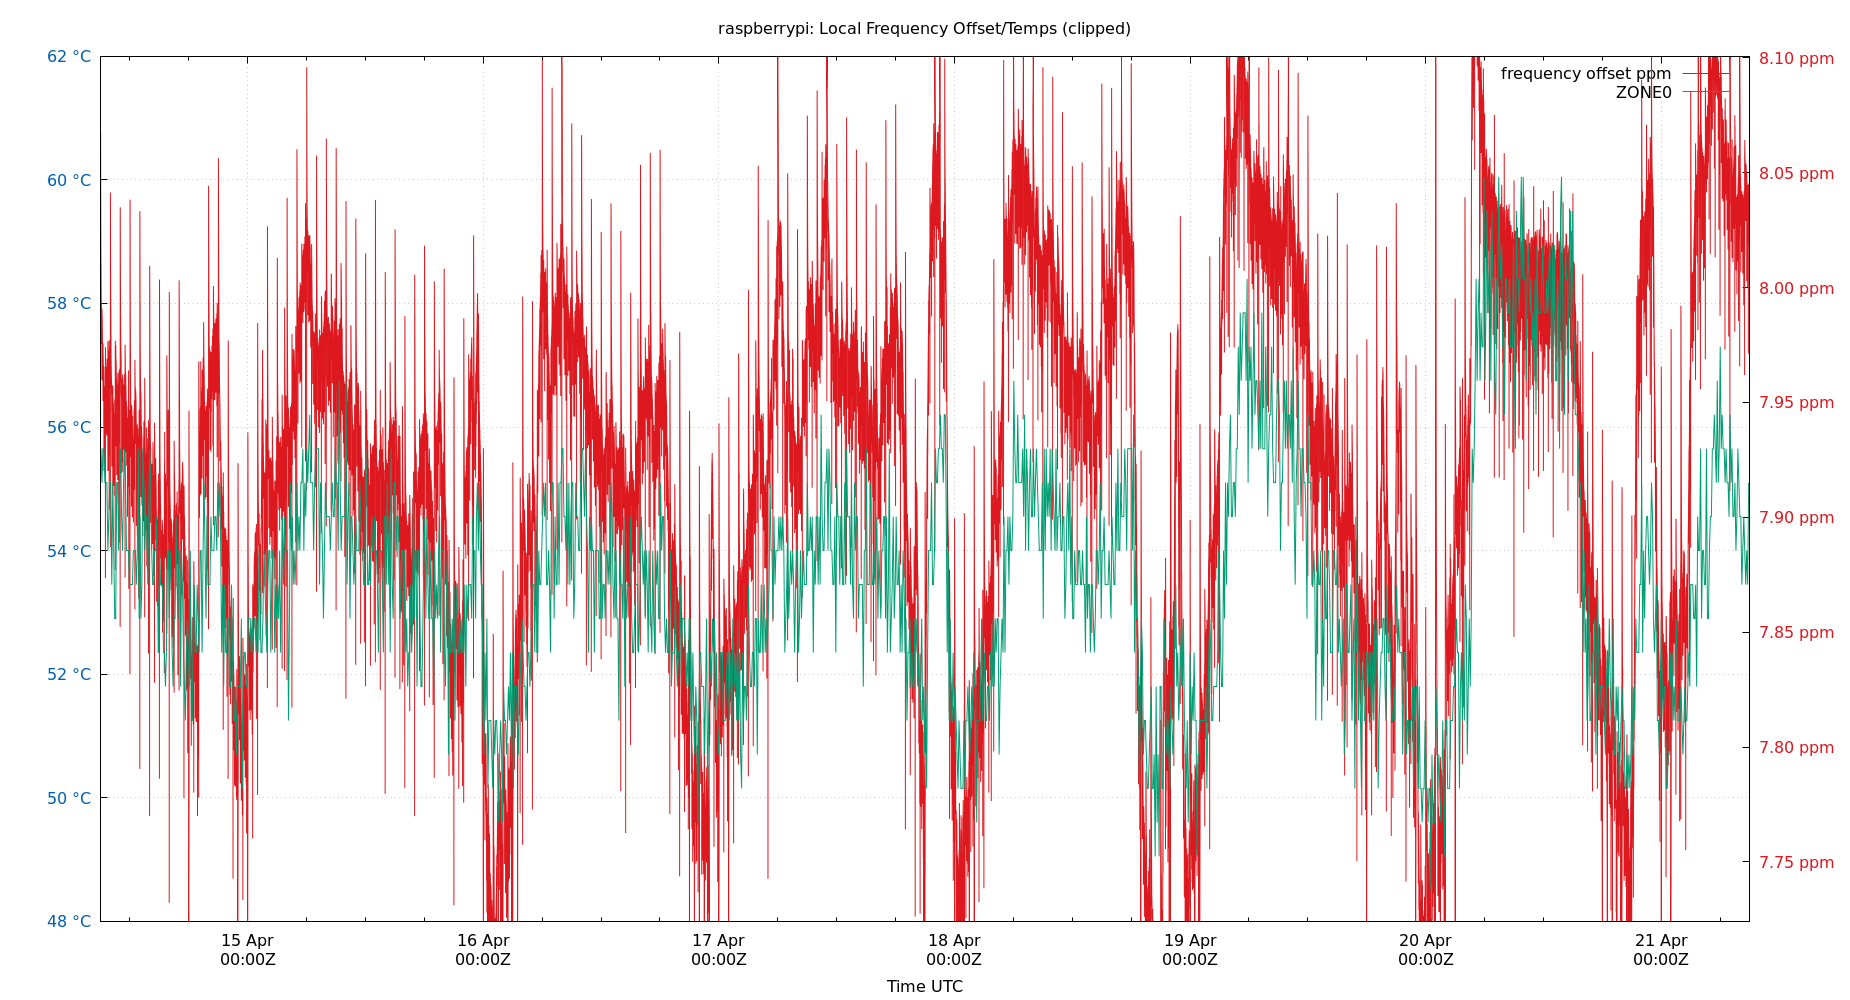 raspberrypi: Local Frequency Offset/Temps (clipped)
62 °C
60 °C
58 °C
56 °C
54 °C
52 °C
50 °C
48 °C
8.10 ppm
8.05 ppm
8.00 ppm
7.95 ppm
7.90 ppm
7.85 ppm
7.80 ppm
7.75 ppm
frequency offset ppm
ZONE0
15 Apr
00:00Z
16 Apr
00:00Z
17 Apr
00:00Z
18 Apr
00:00Z
19 Apr
00:00Z
20 Apr
00:00Z
21 Apr
00:00Z
Time UTC